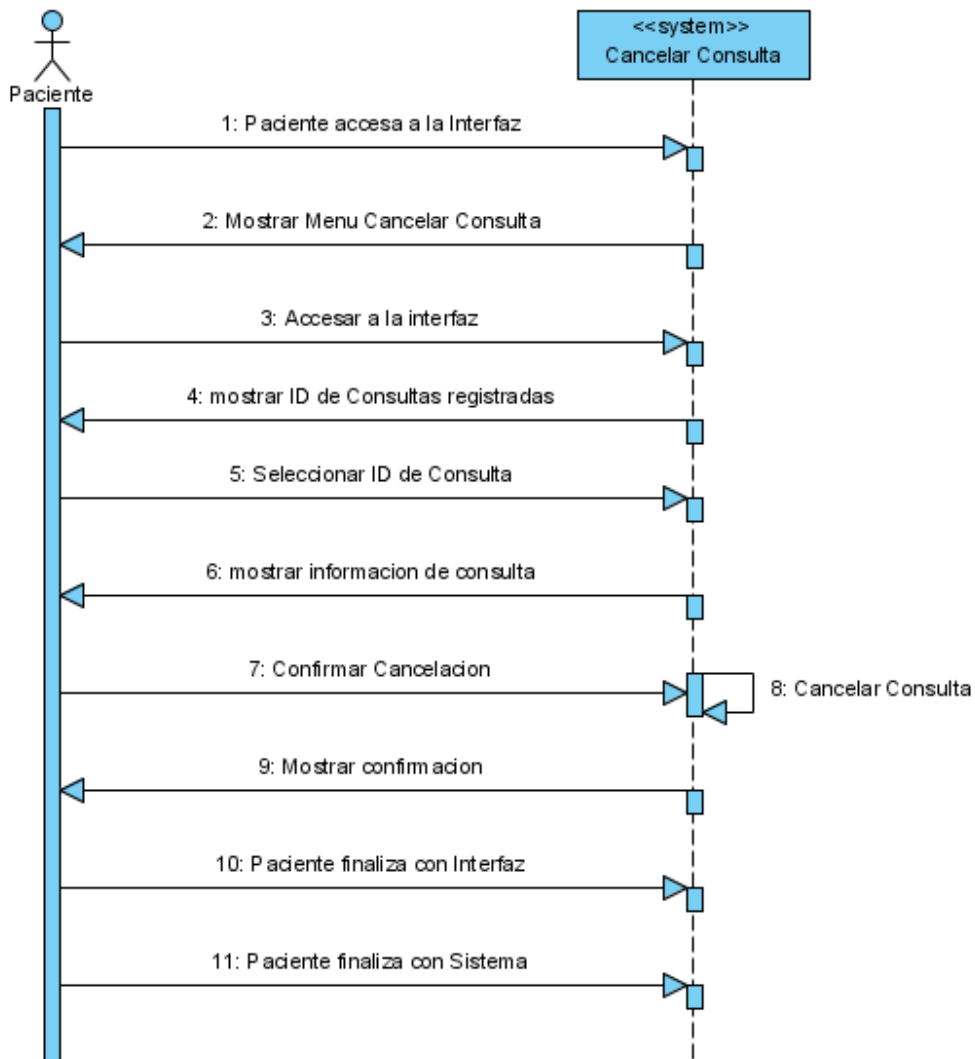 <<system>>
Cancelar Consulta
Paciente
1: Paciente accesa a la Interfaz
2: Mostrar Menu Cancelar Consulta
3: Accesar a la interfaz
4: mostrar ID de Consultas registradas
5: Seleccionar ID de Consulta
6: mostrar informacion de consulta
7: Confirmar Cancelacion
8: Cancelar Consulta
9: Mostrar confirmacion
10: Paciente finaliza con Interfaz
11: Paciente finaliza con Sistema